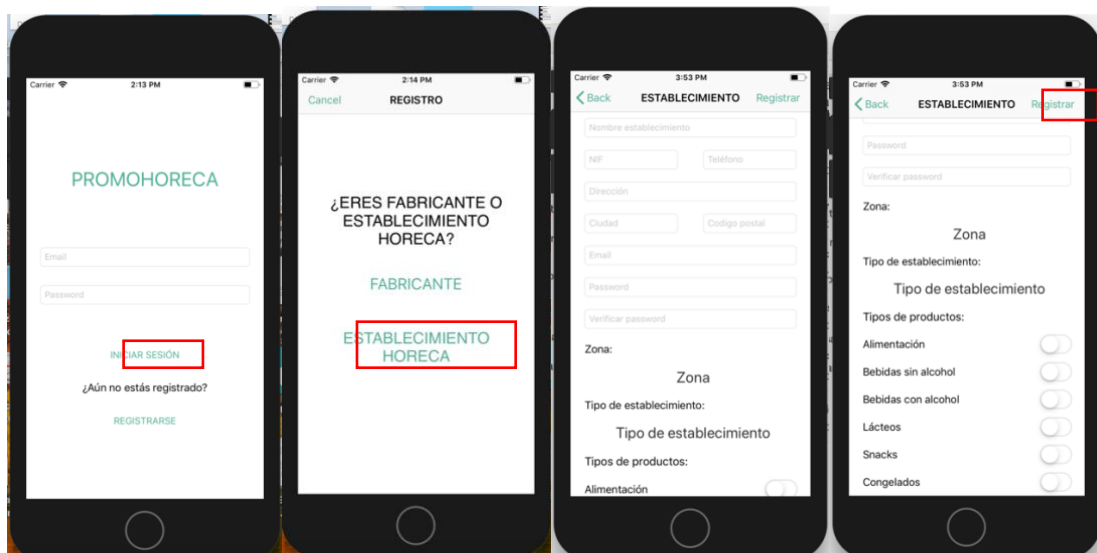 Carrier 2:13 PM
PROMOHORECA
Email
Password
INICIAR SESIÓN
¿Aún no estás registrado?
REGISTRARSE
Carrier 2:14 PM
Cancel REGISTRO
¿ERES FABRICANTE O
ESTABLECIMIENTO
HORECA?
FABRICANTE
ESTABLECIMIENTO
HORECA
Carrier 3:53 PM
Back ESTABLECIMIENTO Registrar
Nombre establecimiento
NIF Teléfono
Dirección
Ciudad Codigo postal
Email
Password
Verificar password
Zona:
Zona
Tipo de establecimiento:
Tipo de establecimiento
Tipos de productos:
Alimentación
Carrier 3:53 PM
Back ESTABLECIMIENTO Registrar
Password
Verificar password
Zona:
Zona
Tipo de establecimiento:
Tipo de establecimiento
Tipos de productos:
Alimentación
Bebidas sin alcohol
Bebidas con alcohol
Lácteos
Snacks
Congelados